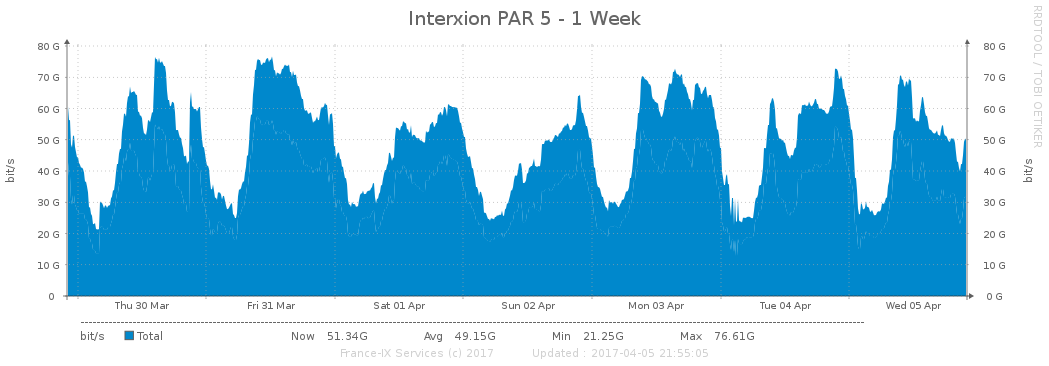 Interxion PAR 5 - 1 Week
RRDTOOL / TOBI OETIKER
80 G 80 G
70 G 70 G
60 G 60 G
50 G 50 G
40 G 40 G
30 G 30 G
20 G 20 G
10 G 10 G
0 0 G
bit/s bit/s
Thu 30 Mar Fri 31 Mar Sat 01 Apr Sun 02 Apr Mon 03 Apr Tue 04 Apr Wed 05 Apr
bit/s Total Now 51.34G Avg 49.15G Min 21.25G Max 76.61G
France-IX Services (c) 2017 Updated : 2017-04-05 21:55:05